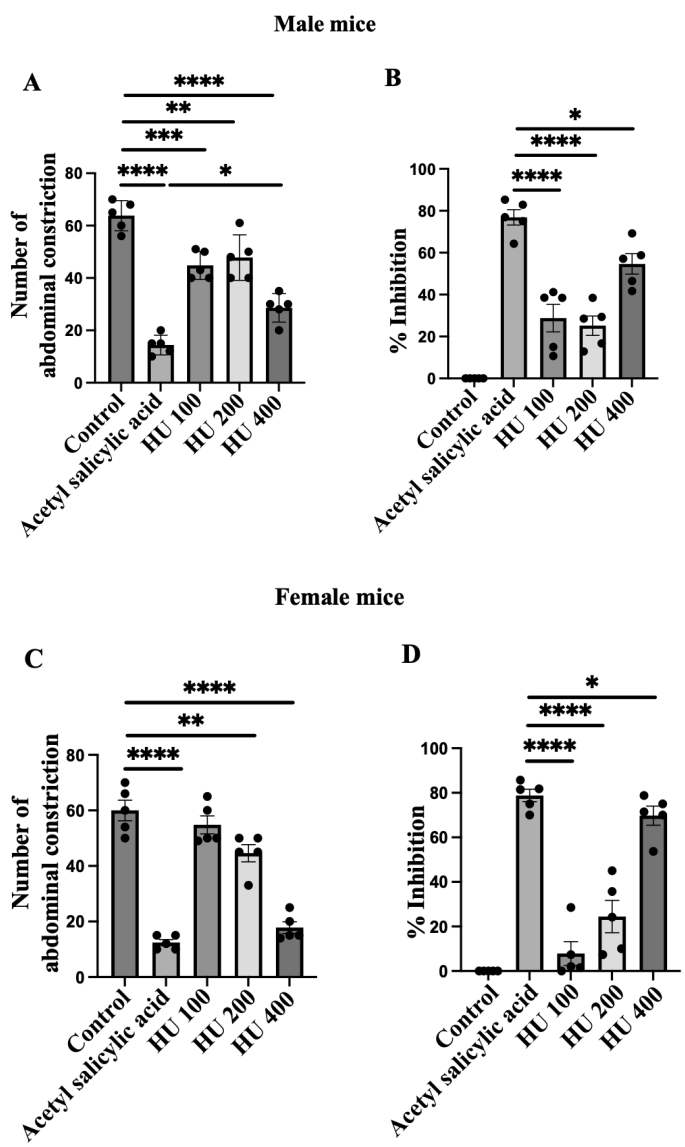 Male mice
A
****
**
***
****
*
Number of
abdominal constriction
80
60
40
20
0
Control
Acetyl salicylic acid
HU 100
HU 200
HU 400
B
*
****
****
% Inhibition
100
80
60
40
20
0
Control
Acetyl salicylic acid
HU 100
HU 200
HU 400
Female mice
C
****
**
****
Number of
abdominal constriction
80
60
40
20
0
Control
Acetyl salicylic acid
HU 100
HU 200
HU 400
D
*
****
****
% Inhibition
100
80
60
40
20
0
Control
Acetyl salicylic acid
HU 100
HU 200
HU 400